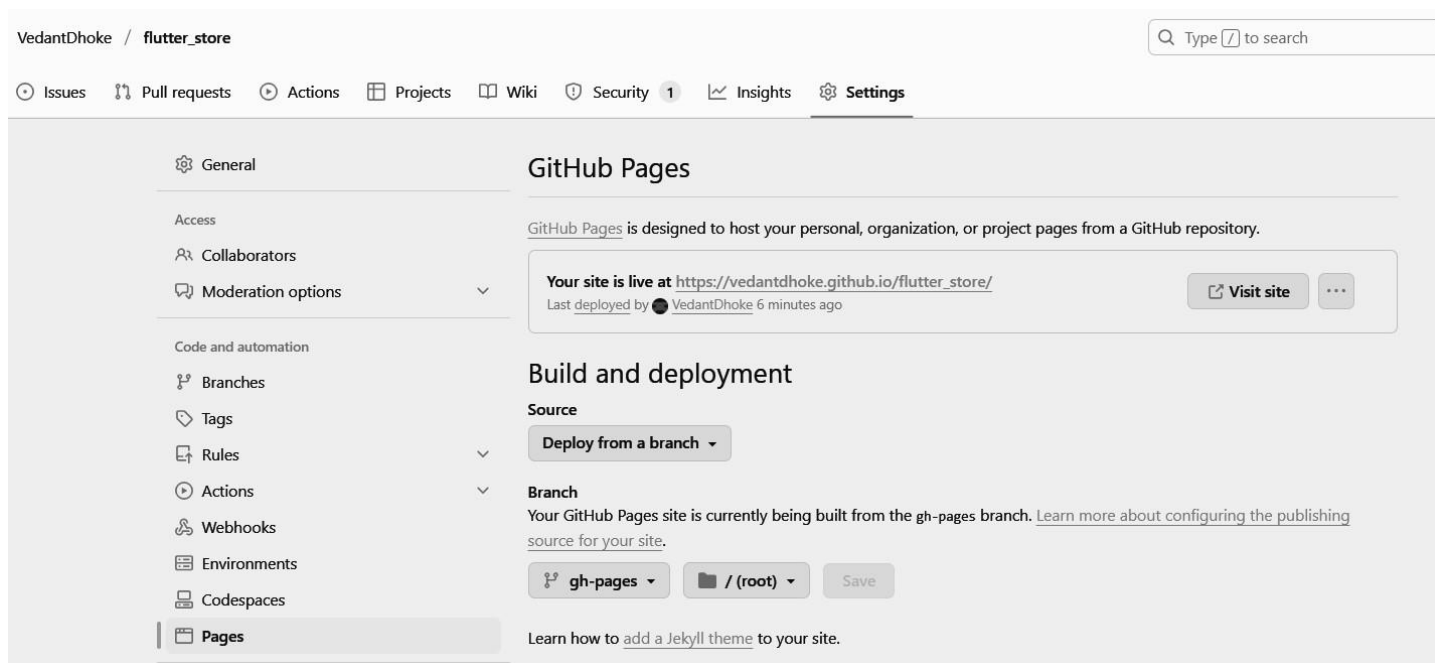 VedantDhoke / flutter_store
Type / to search
Issues Pull requests Actions Projects Wiki Security 1 Insights Settings
General
Access
Collaborators
Moderation options
Code and automation
Branches
Tags
Rules
Actions
Webhooks
Environments
Codespaces
Pages
GitHub Pages
GitHub Pages is designed to host your personal, organization, or project pages from a GitHub repository.
Your site is live at https://vedantdhoke.github.io/flutter_store/
Last deployed by VedantDhoke 6 minutes ago
Visit site
Build and deployment
Source
Deploy from a branch
Branch
Your GitHub Pages site is currently being built from the gh-pages branch. Learn more about configuring the publishing
source for your site.
gh-pages / (root) Save
Learn how to add a Jekyll theme to your site.